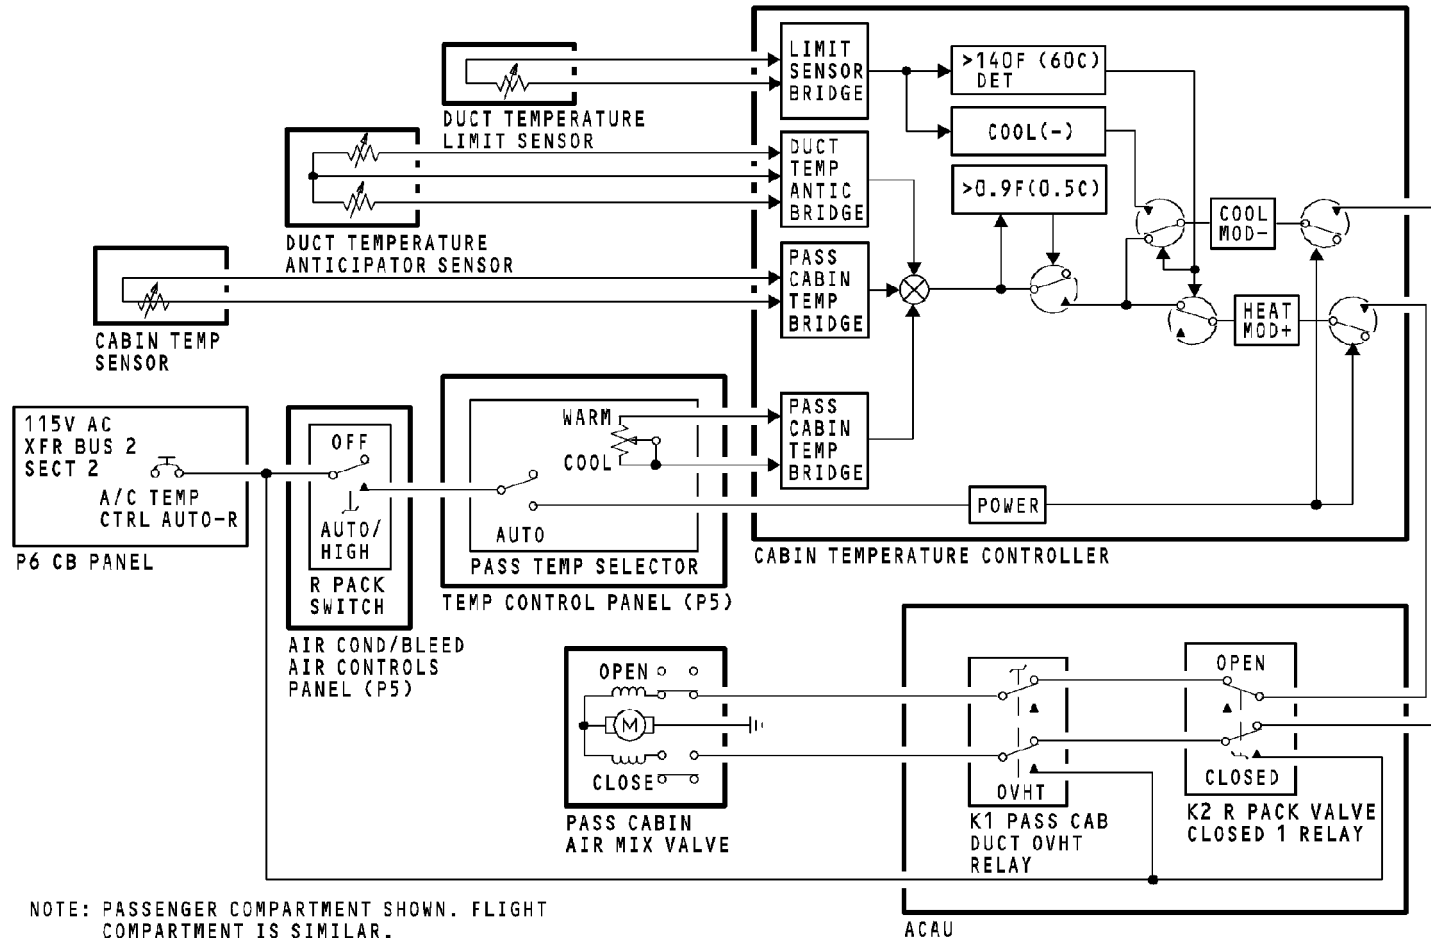 LIMIT
SENSOR
BRIDGE
>140F (60C)
DET
DUCT TEMPERATURE
LIMIT SENSOR
COOL(-)
DUCT
TEMP
ANTIC
BRIDGE
>0.9F(0.5C)
COOL
MOD-
DUCT TEMPERATURE
ANTICIPATOR SENSOR
PASS
CABIN
TEMP
BRIDGE
HEAT
MOD+
CABIN TEMP
SENSOR
115V AC
XFR BUS 2
SECT 2
A/C TEMP
CTRL AUTO-R
P6 CB PANEL
OFF
AUTO/
HIGH
R PACK
SWITCH
AIR COND/BLEED
AIR CONTROLS
PANEL (P5)
WARM
COOL
AUTO
PASS TEMP SELECTOR
TEMP CONTROL PANEL (P5)
PASS
CABIN
TEMP
BRIDGE
POWER
CABIN TEMPERATURE CONTROLLER
OPEN
M
CLOSE
PASS CABIN
AIR MIX VALVE
OVHT
K1 PASS CAB
DUCT OVHT
RELAY
OPEN
CLOSED
K2 R PACK VALVE
CLOSED 1 RELAY
ACAU
NOTE: PASSENGER COMPARTMENT SHOWN. FLIGHT
COMPARTMENT IS SIMILAR.